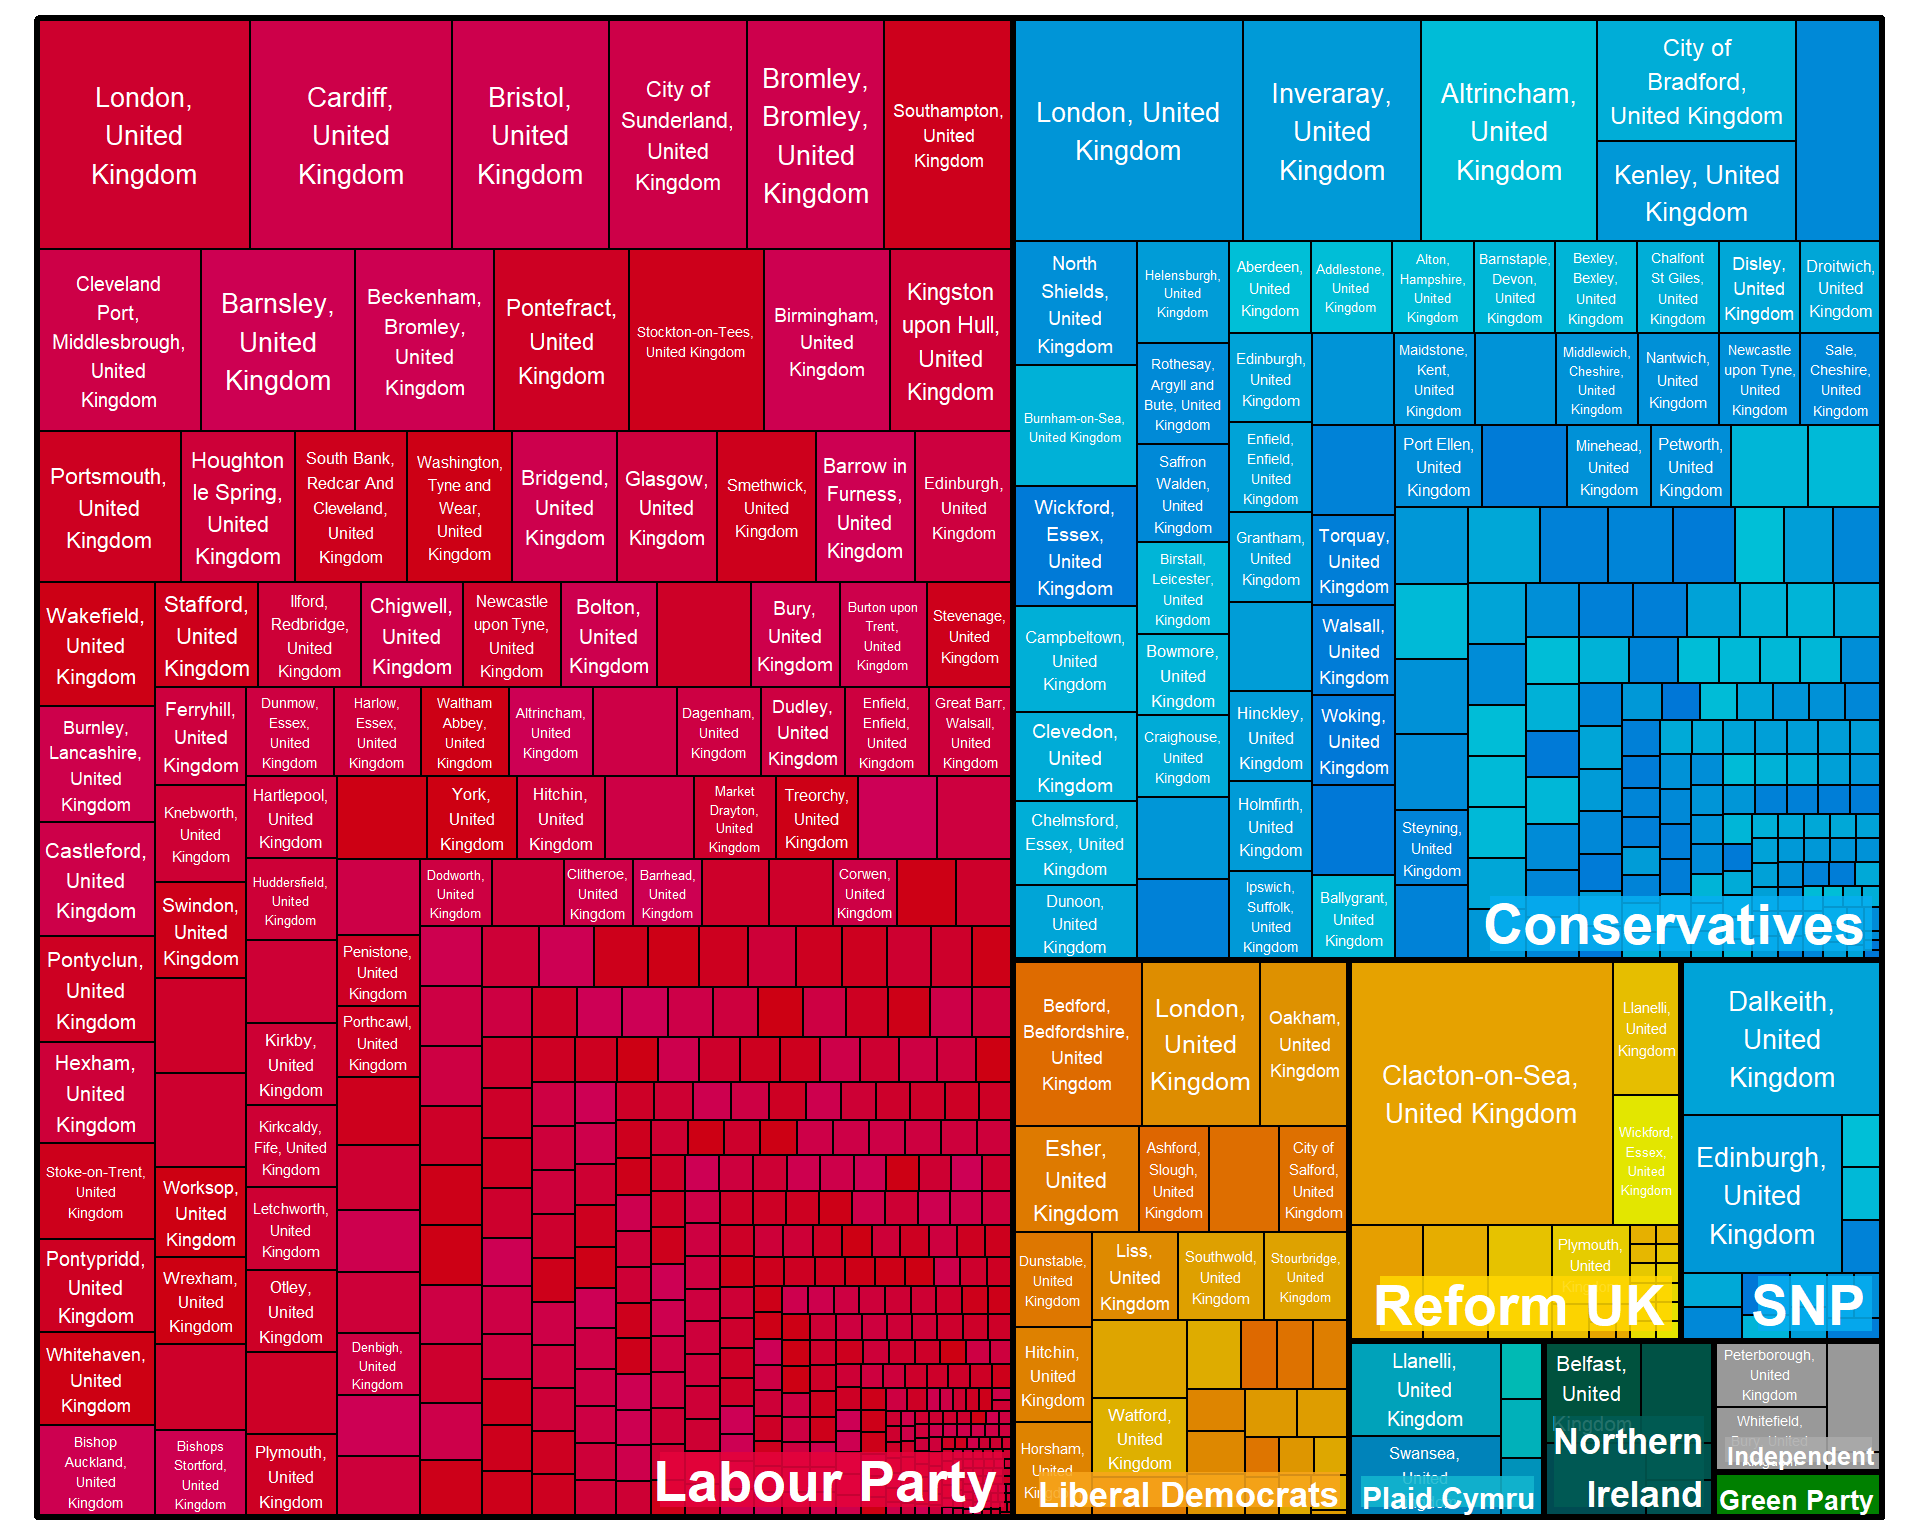 London,
United
Kingdom
Cardiff,
United
Kingdom
Bristol,
United
Kingdom
City of
Sunderland,
United
Kingdom
Bromley,
Bromley,
United
Kingdom
Southampton,
United
Kingdom
Cleveland
Port,
Middlesbrough,
United
Kingdom
Barnsley,
United
Kingdom
Beckenham,
Bromley,
United
Kingdom
Pontefract,
United
Kingdom
Stockton-on-Tees,
United Kingdom
Birmingham,
United
Kingdom
Kingston
upon Hull,
United
Kingdom
Portsmouth,
United
Kingdom
Houghton
le Spring,
United
Kingdom
South Bank,
Redcar And
Cleveland,
United
Kingdom
Washington,
Tyne and
Wear,
United
Kingdom
Bridgend,
United
Kingdom
Glasgow,
United
Kingdom
Smethwick,
United
Kingdom
Barrow in
Furness,
United
Kingdom
Edinburgh,
United
Kingdom
Wakefield,
United
Kingdom
Stafford,
United
Kingdom
Ilford,
Redbridge,
United
Kingdom
Chigwell,
United
Kingdom
Newcastle
upon Tyne,
United
Kingdom
Bolton,
United
Kingdom
Bury,
United
Kingdom
Burton upon
Trent,
United
Kingdom
Stevenage,
United
Kingdom
Burnley,
Lancashire,
United
Kingdom
Ferryhill,
United
Kingdom
Dunmow,
Essex,
United
Kingdom
Harlow,
Essex,
United
Kingdom
Waltham
Abbey,
United
Kingdom
Altrincham,
United
Kingdom
Dagenham,
United
Kingdom
Dudley,
United
Kingdom
Enfield,
Enfield,
United
Kingdom
Great Barr,
Walsall,
United
Kingdom
Knebworth,
United
Kingdom
Hartlepool,
United
Kingdom
York,
United
Kingdom
Hitchin,
United
Kingdom
Market
Drayton,
United
Kingdom
Treorchy,
United
Kingdom
Castleford,
United
Kingdom
Swindon,
United
Kingdom
Huddersfield,
United
Kingdom
Dodworth,
United
Kingdom
Clitheroe,
United
Kingdom
Barrhead,
United
Kingdom
Corwen,
United
Kingdom
Pontyclun,
United
Kingdom
Penistone,
United
Kingdom
Porthcawl,
United
Kingdom
Hexham,
United
Kingdom
Kirkby,
United
Kingdom
Kirkcaldy,
Fife, United
Kingdom
Stoke-on-Trent,
United
Kingdom
Worksop,
United
Kingdom
Letchworth,
United
Kingdom
Pontypridd,
United
Kingdom
Wrexham,
United
Kingdom
Otley,
United
Kingdom
Whitehaven,
United
Kingdom
Denbigh,
United
Kingdom
Bishop
Auckland,
United
Kingdom
Bishops
Stortford,
United
Kingdom
Plymouth,
United
Kingdom
Labour Party
London, United
Kingdom
Inveraray,
United
Kingdom
Altrincham,
United
Kingdom
City of
Bradford,
United Kingdom
Kenley, United
Kingdom
North
Shields,
United
Kingdom
Helensburgh,
United
Kingdom
Aberdeen,
United
Kingdom
Addlestone,
United
Kingdom
Alton,
Hampshire,
United
Kingdom
Barnstaple,
Devon,
United
Kingdom
Bexley,
Bexley,
United
Kingdom
Chalfont
St Giles,
United
Kingdom
Disley,
United
Kingdom
Droitwich,
United
Kingdom
Burnham-on-Sea,
United Kingdom
Rothesay,
Argyll and
Bute, United
Kingdom
Edinburgh,
United
Kingdom
Maidstone,
Kent,
United
Kingdom
Middlewich,
Cheshire,
United
Kingdom
Nantwich,
United
Kingdom
Newcastle
upon Tyne,
United
Kingdom
Sale,
Cheshire,
United
Kingdom
Saffron
Walden,
United
Kingdom
Enfield,
Enfield,
United
Kingdom
Port Ellen,
United
Kingdom
Minehead,
United
Kingdom
Petworth,
United
Kingdom
Wickford,
Essex,
United
Kingdom
Birstall,
Leicester,
United
Kingdom
Grantham,
United
Kingdom
Torquay,
United
Kingdom
Campbeltown,
United
Kingdom
Bowmore,
United
Kingdom
Walsall,
United
Kingdom
Clevedon,
United
Kingdom
Craighouse,
United
Kingdom
Hinckley,
United
Kingdom
Woking,
United
Kingdom
Chelmsford,
Essex, United
Kingdom
Holmfirth,
United
Kingdom
Steyning,
United
Kingdom
Dunoon,
United
Kingdom
Ipswich,
Suffolk,
United
Kingdom
Ballygrant,
United
Kingdom
Conservatives
Bedford,
Bedfordshire,
United
Kingdom
London,
United
Kingdom
Oakham,
United
Kingdom
Esher,
United
Kingdom
Ashford,
Slough,
United
Kingdom
City of
Salford,
United
Kingdom
Dunstable,
United
Kingdom
Liss,
United
Kingdom
Southwold,
United
Kingdom
Stourbridge,
United
Kingdom
Hitchin,
United
Kingdom
Watford,
United
Kingdom
Horsham,
United
Liberal Democrats
Clacton-on-Sea,
United Kingdom
Llanelli,
United
Kingdom
Wickford,
Essex,
United
Kingdom
Plymouth,
United
Kingdom
Reform UK
Dalkeith,
United
Kingdom
Edinburgh,
United
Kingdom
SNP
Llanelli,
United
Kingdom
Swansea,
United
Plaid Cymru
Belfast,
United
Kingdom
Northern
Ireland
Peterborough,
United
Kingdom
Whitefield,
Bury, United
Independent
Green Party